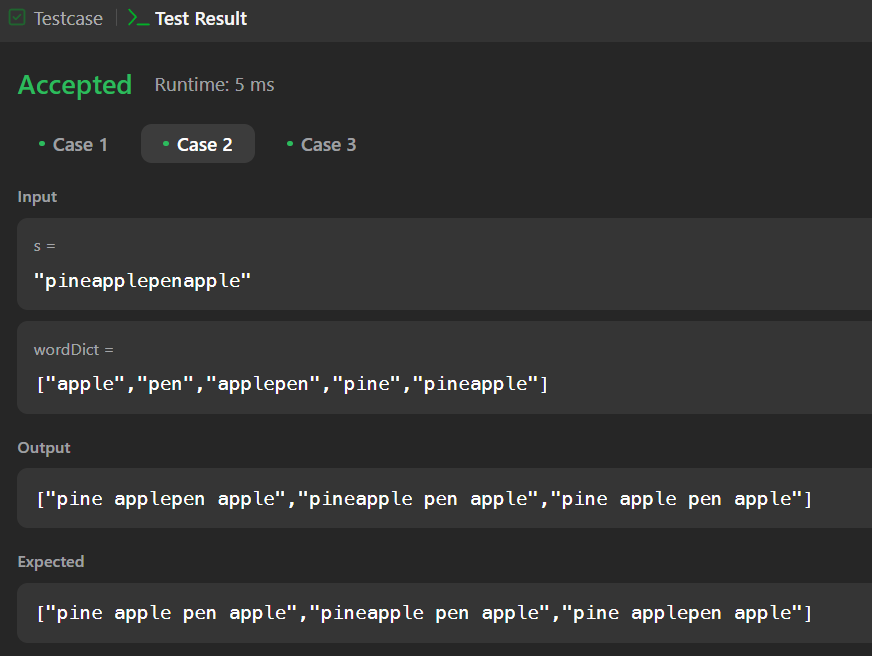 Testcase Test Result
Accepted Runtime: 5 ms
Case 1 Case 2 Case 3
Input
s =
"pineapplepenapple"
wordDict =
["apple","pen","applepen","pine","pineapple"]
Output
["pine applepen apple","pineapple pen apple","pine apple pen apple"]
Expected
["pine apple pen apple","pineapple pen apple","pine applepen apple"]